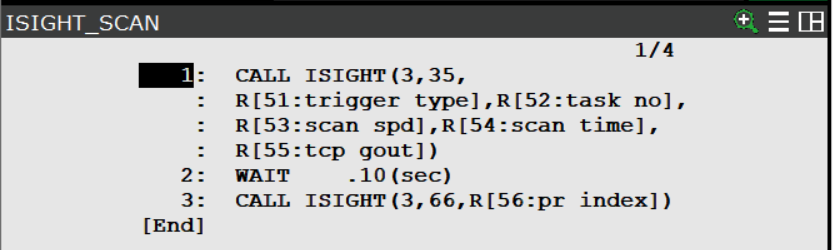 ISIGHT_SCAN
1/4
1: CALL ISIGHT(3,35,
: R[51:trigger type],R[52:task no],
: R[53:scan spd],R[54:scan time],
: R[55:tcp gout])
2: WAIT .10(sec)
3: CALL ISIGHT(3,66,R[56:pr index])
[End]